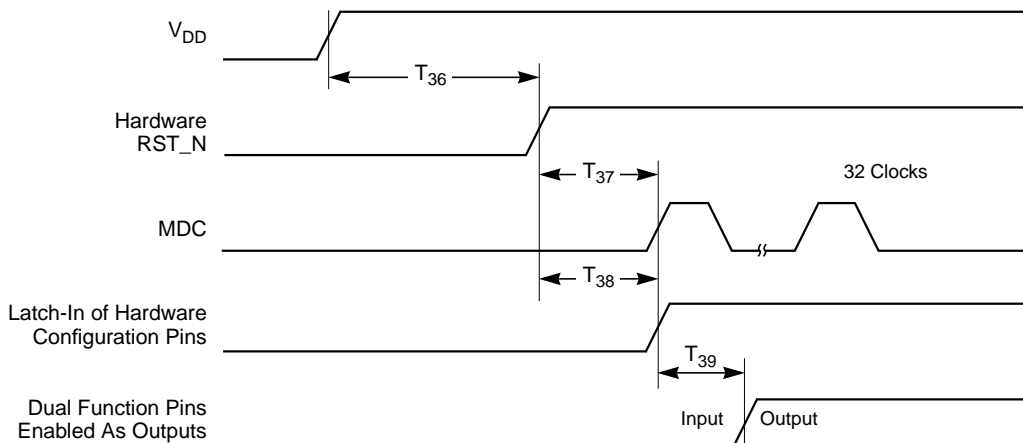 VDD
T36
Hardware
RST_N
T37
32 Clocks
MDC
T38
Latch-In of Hardware
Configuration Pins
T39
Dual Function Pins
Enabled As Outputs
Input
Output